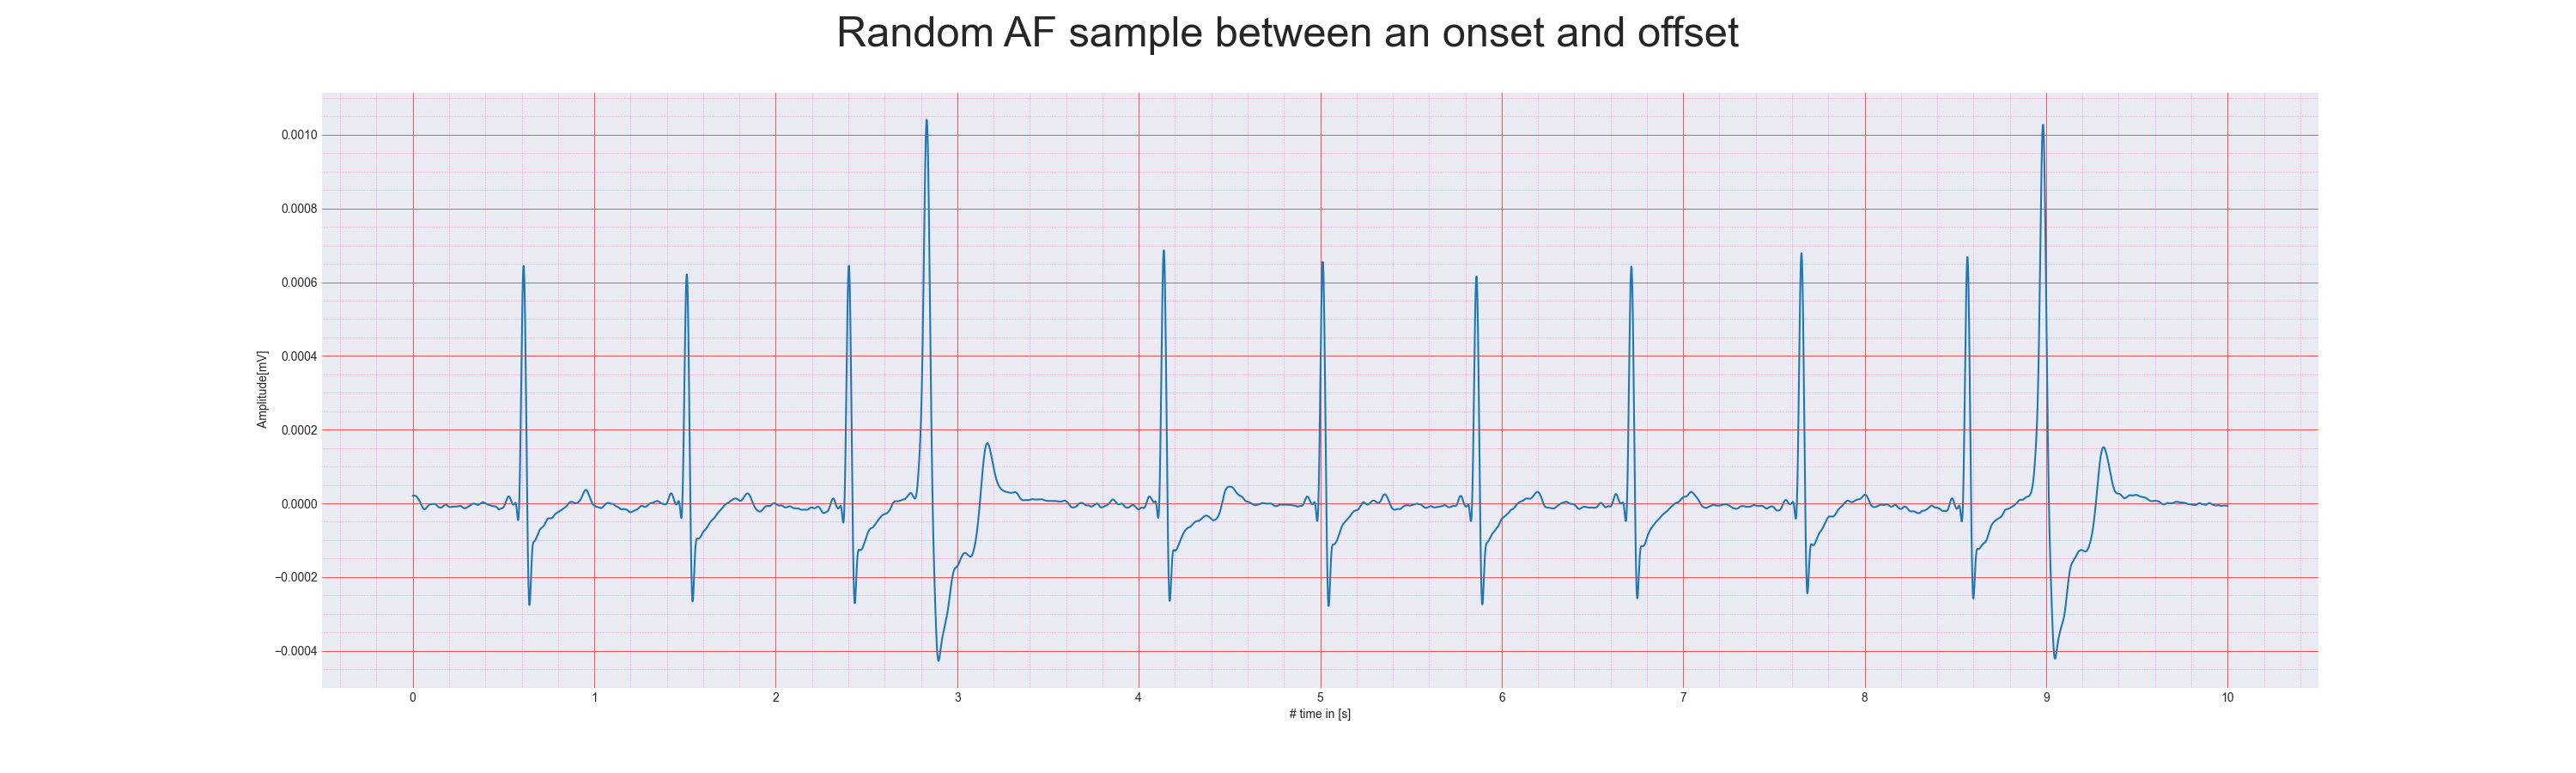 Random AF sample between an onset and offset
0.0010
0.0008
0.0006
0.0004
0.0002
0.0000
−0.0002
−0.0004
Amplitude[mV]
0 1 2 3 4 5 6 7 8 9 10
# time in [s]